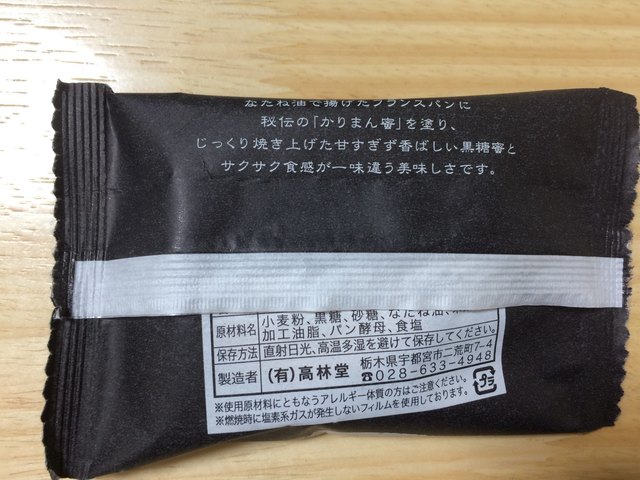 なたね油で揚げたフランスパンに
秘伝の「かりまん蜜」を塗り、
じっくり焼き上げた甘すぎず香ばしい黒糖蜜と
サクサク食感が一味違う美味しさです。
原材料名 小麦粉、黒糖、砂糖、なたね油、
加工油脂、パン酵母、食塩
保存方法 直射日光、高温多湿を避けて保存してください。
製造者 (有)高林堂 栃木県宇都宮市二荒町7-4
☎028-633-4948
※使用原材料にともなうアレルギー体質の方はご注意ください。
※燃焼時に塩素系ガスが発生しないフィルムを使用しております。
プラ